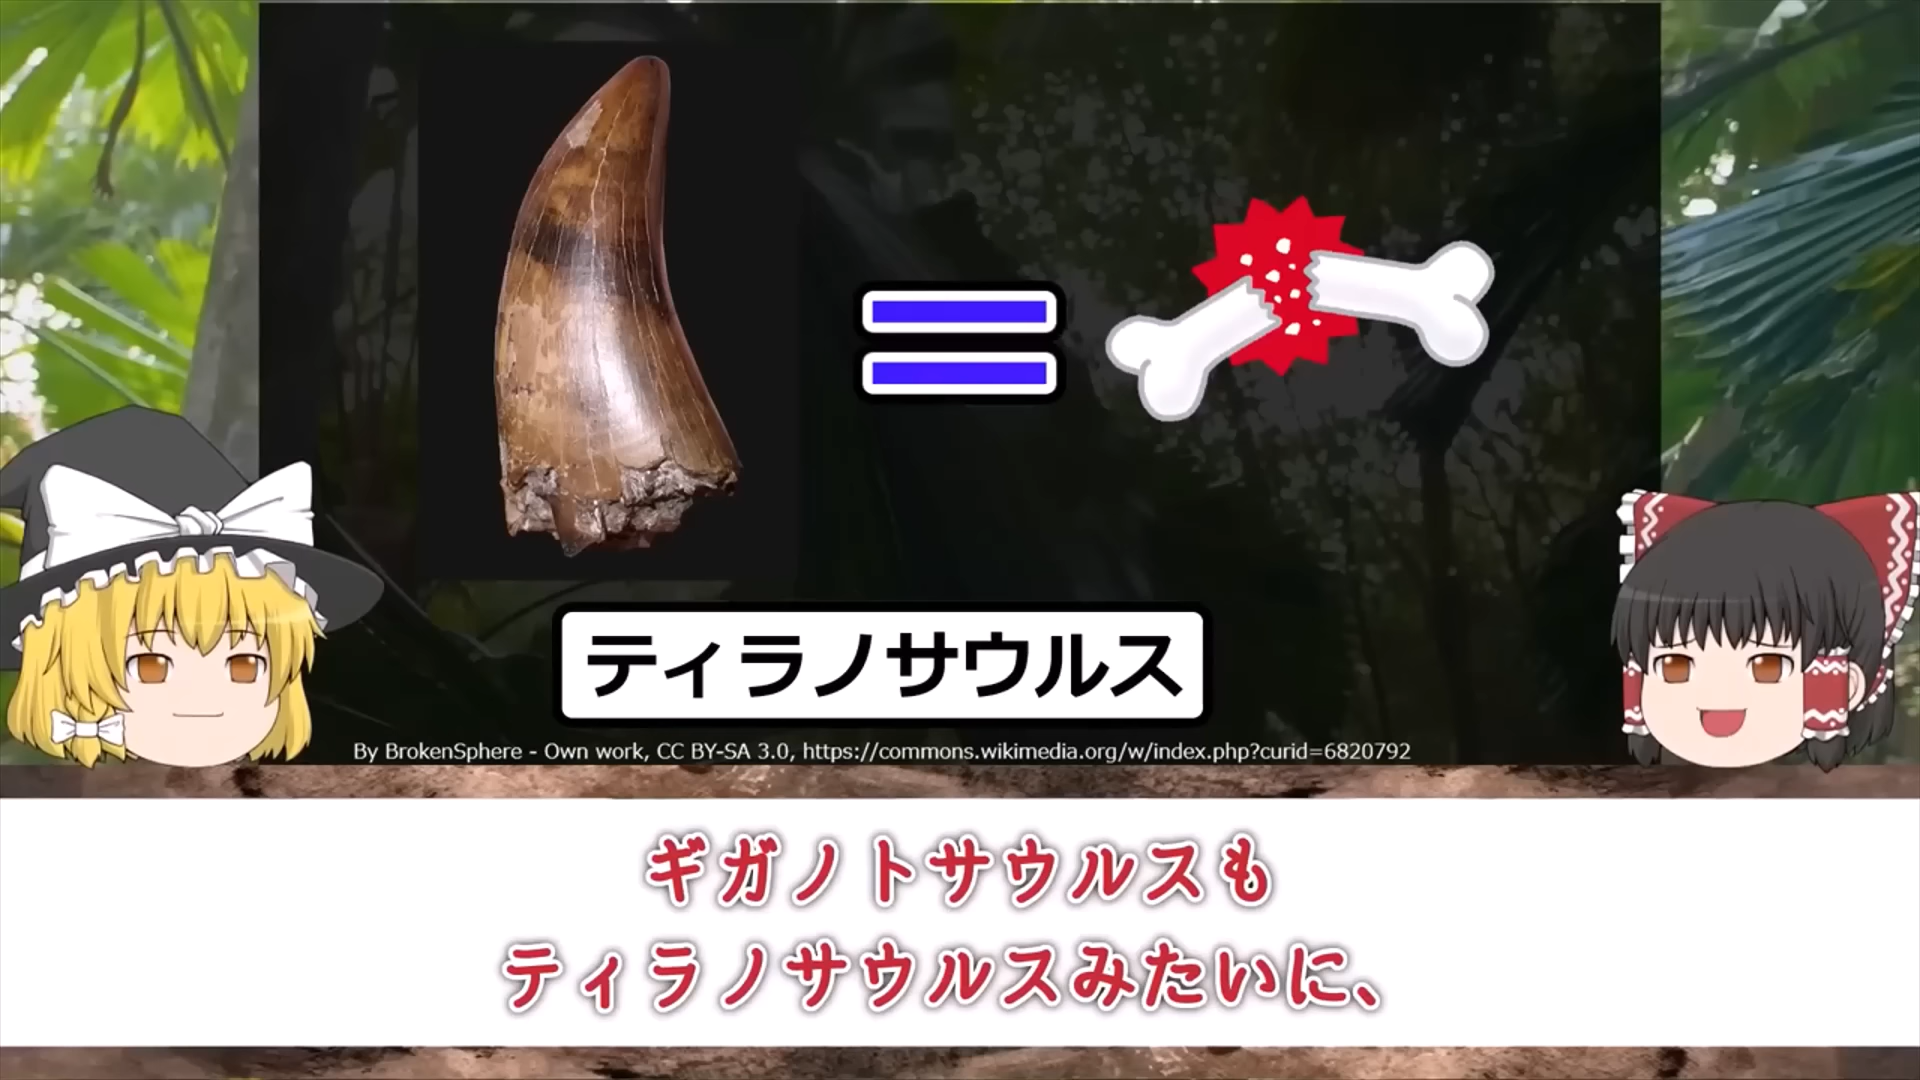 ティラノサウルス
By BrokenSphere - Own work, CC BY-SA 3.0, https://commons.wikimedia.org/w/index.php?curid=6820792
ギガノトサウルスも
ティラノサウルスみたいに、